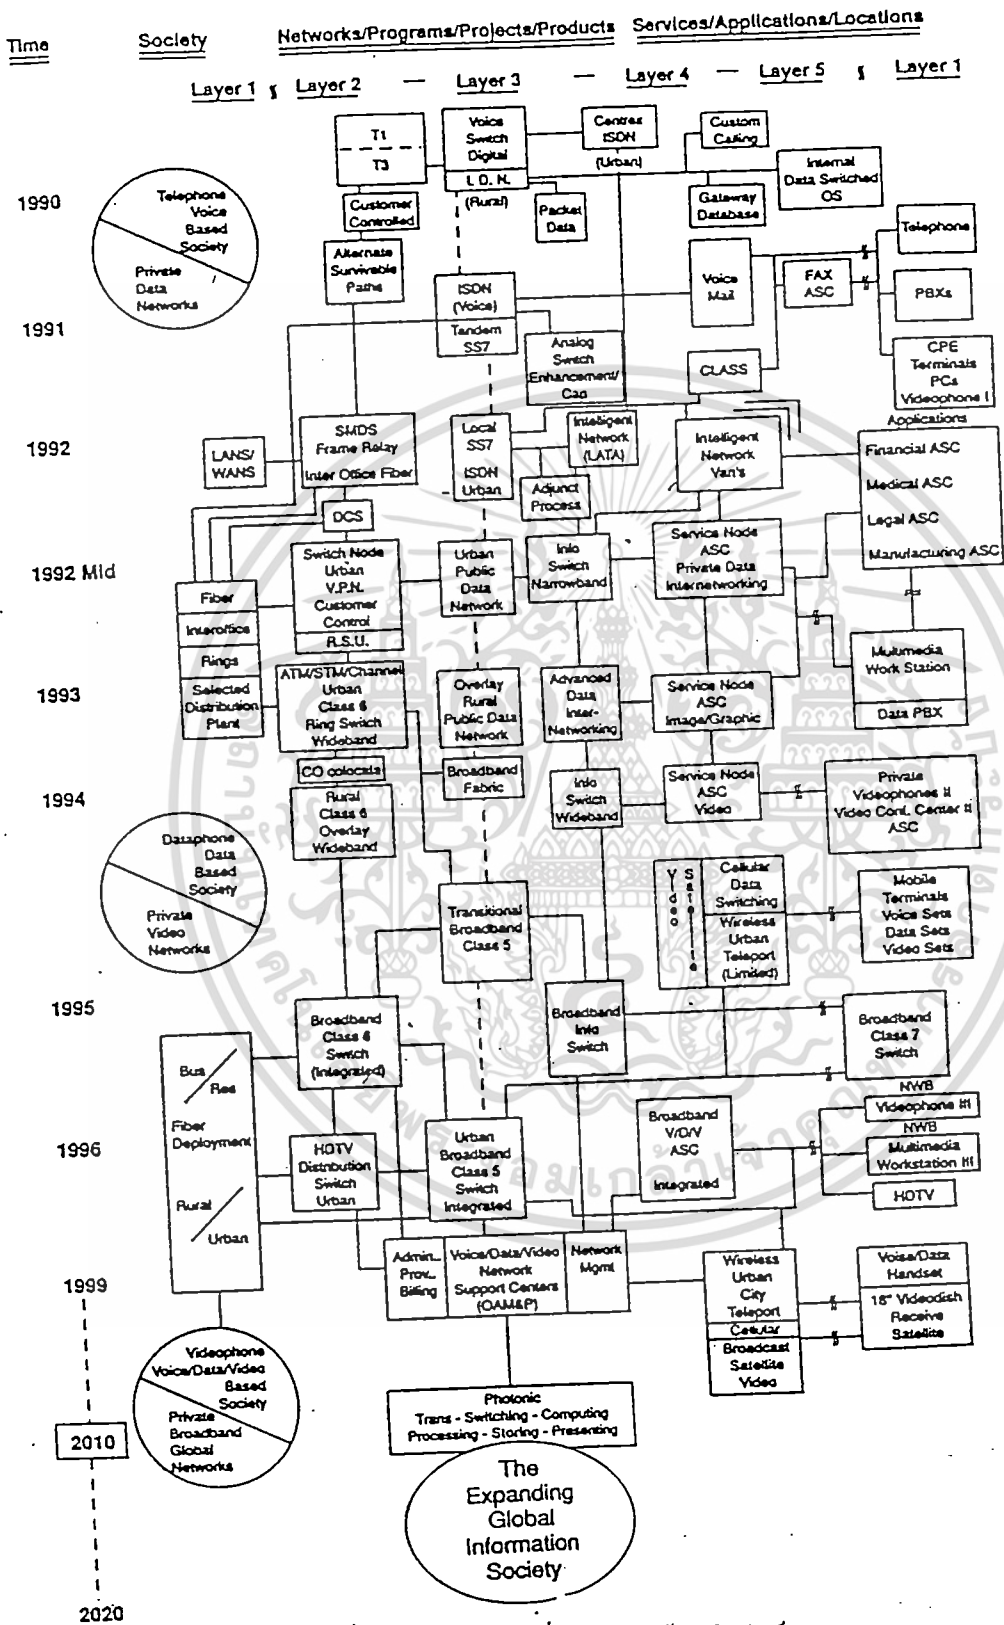 Time
Society
Networks/Programs/Projects/Products
Services/Applications/Locations
Layer 1
Layer 2
Layer 3
Layer 4
Layer 5
Layer 1
1990
Telephone
Voice
Based
Society
Private
Data
Networks
T1
T3
Customer
Controlled
Alternate
Survivable
Paths
Voice
Switch
Digital
I. D. N.
(Rural)
Centrex
ISDN
(Urban)
Packet
Data
Custom
Calling
Gateway
Database
Internal
Data Switched
OS
Telephone
1991
ISDN
(Voice)
Tandem
SS7
Analog
Switch
Enhancement/
Cap
Voice
Mail
FAX
ASC
PBXs
CLASS
CPE
Terminals
PCs
Videophone I
1992
LANS/
WANS
SMDS
Frame Relay
Inter Office Fiber
DCS
Local
SS7
ISDN
Urban
Intelligent
Network
(LATA)
Adjunct
Process
Intelligent
Network
Van's
Applications
Financial ASC
Medical ASC
Legal ASC
Manufacturing ASC
1992 Mid
Fiber
Interoffice
Rings
Selected
Distribution
Plant
Switch Node
Urban
V.P.N.
Customer
Control
R.S.U.
Urban
Public
Data
Network
Info
Switch
Narrowband
Service Node
ASC
Private Data
Internetworking
Multimedia
Work Station
Data PBX
1993
ATM/STM/Channel
Urban
Class 6
Ring Switch
Wideband
Overlay
Rural
Public Data
Network
Advanced
Data
Inter-
Networking
Service Node
ASC
Image/Graphic
1994
CO colocate
Rural
Class 6
Overlay
Wideband
Broadband
Fabric
Info
Switch
Wideband
Service Node
ASC
Video
Private
Videophones II
Video Conf. Center II
ASC
Dataphone
Data
Based
Society
Private
Video
Networks
Transitional
Broadband
Class 5
Video
Satellite
Cellular
Data
Switching
Wireless
Urban
Teleport
(Limited)
Mobile
Terminals
Voice Sets
Data Sets
Video Sets
1995
Bus
Res
Fiber
Deployment
Rural
Urban
Broadband
Class 6
Switch
(Integrated)
Broadband
Info
Switch
Broadband
Class 7
Switch
1996
HDTV
Distribution
Switch
Urban
Urban
Broadband
Class 5
Switch
Integrated
Broadband
V/D/V
ASC
Integrated
NWB
Videophone III
NWB
Multimedia
Workstation III
HDTV
1999
Admin..
Prov..
Billing
Voice/Data/Video
Network
Support Centers
(OAM&P)
Network
Mgmt
Wireless
Urban
City
Teleport
Cellular
Broadcast
Satellite
Video
Voise/Data
Handset
18" Videodish
Receive
Satellite
Videophone
Voice/Data/Video
Based
Society
Private
Broadband
Global
Networks
2010
Photonic
Trans - Switching - Computing
Processing - Storing - Presenting
The
Expanding
Global
Information
Society
2020